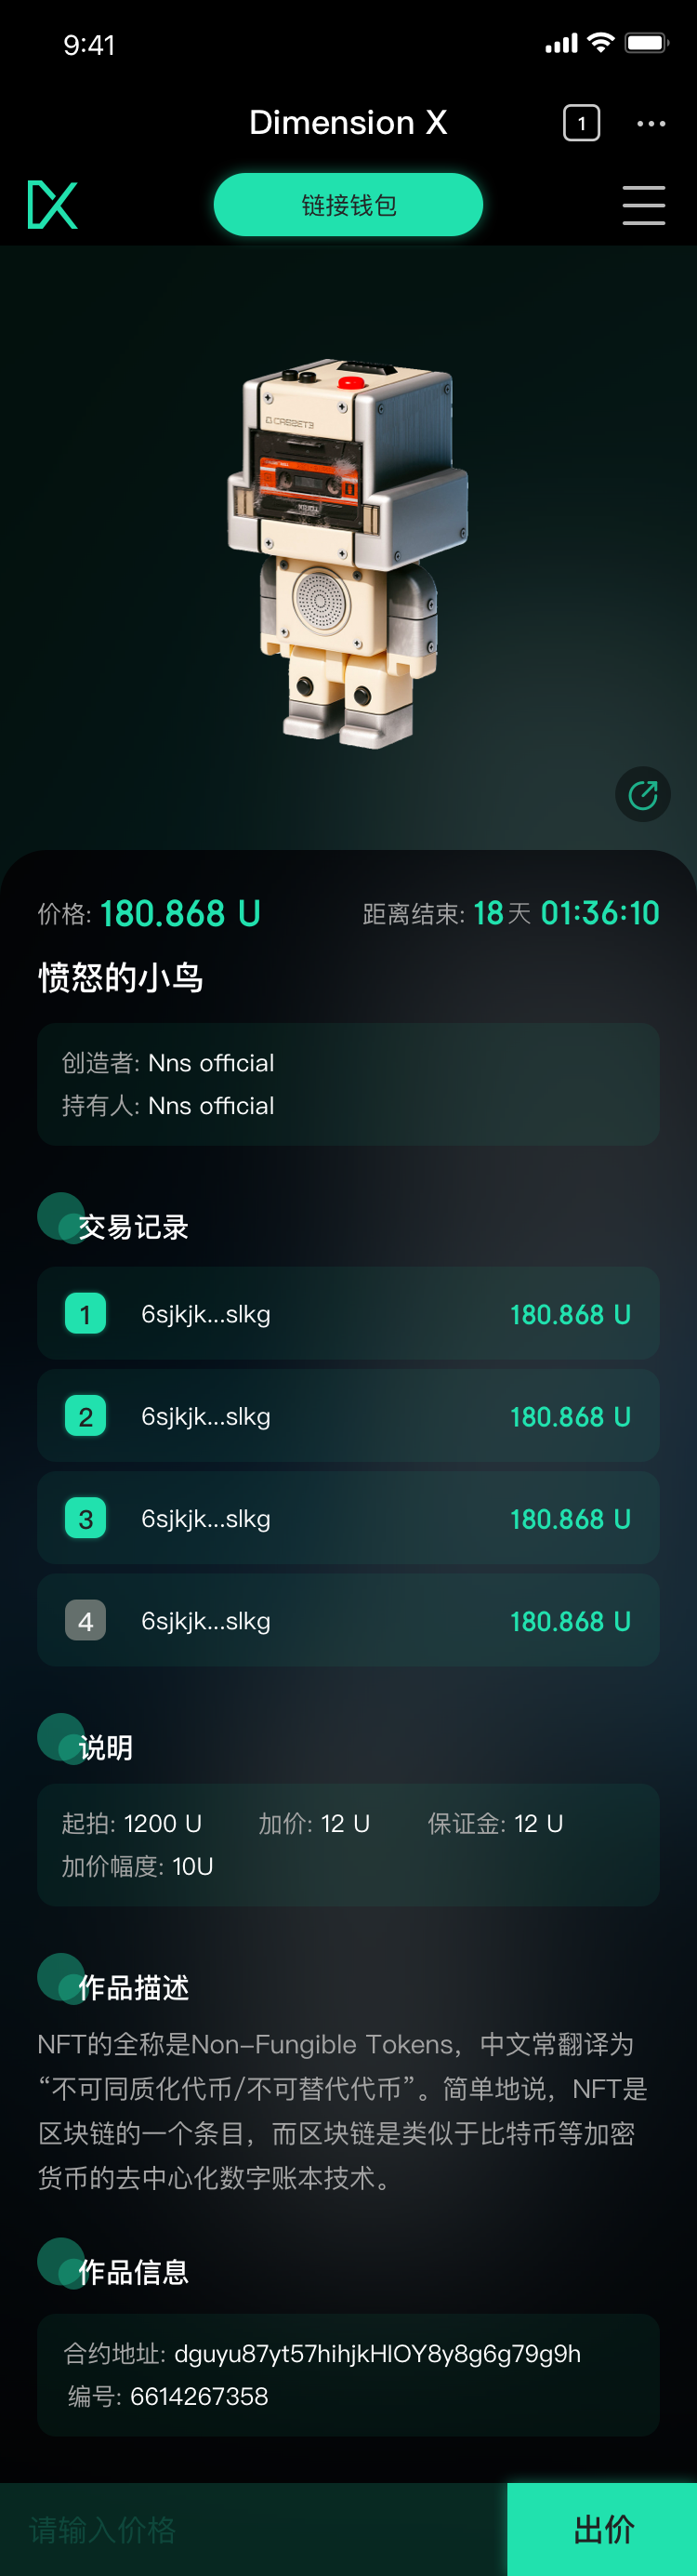 9:41
Dimension X
1
链接钱包
价格: 180.868 U
距离结束: 18天 01:36:10
愤怒的小鸟
创造者: Nns official
持有人: Nns official
交易记录
1 6sjkjk...slkg 180.868 U
2 6sjkjk...slkg 180.868 U
3 6sjkjk...slkg 180.868 U
4 6sjkjk...slkg 180.868 U
说明
起拍: 1200 U 加价: 12 U 保证金: 12 U
加价幅度: 10U
作品描述
NFT的全称是Non-Fungible Tokens，中文常翻译为
“不可同质化代币/不可替代代币”。简单地说，NFT是
区块链的一个条目，而区块链是类似于比特币等加密
货币的去中心化数字账本技术。
作品信息
合约地址: dguyu87yt57hihjkHIOY8y8g6g79g9h
编号: 6614267358
请输入价格
出价